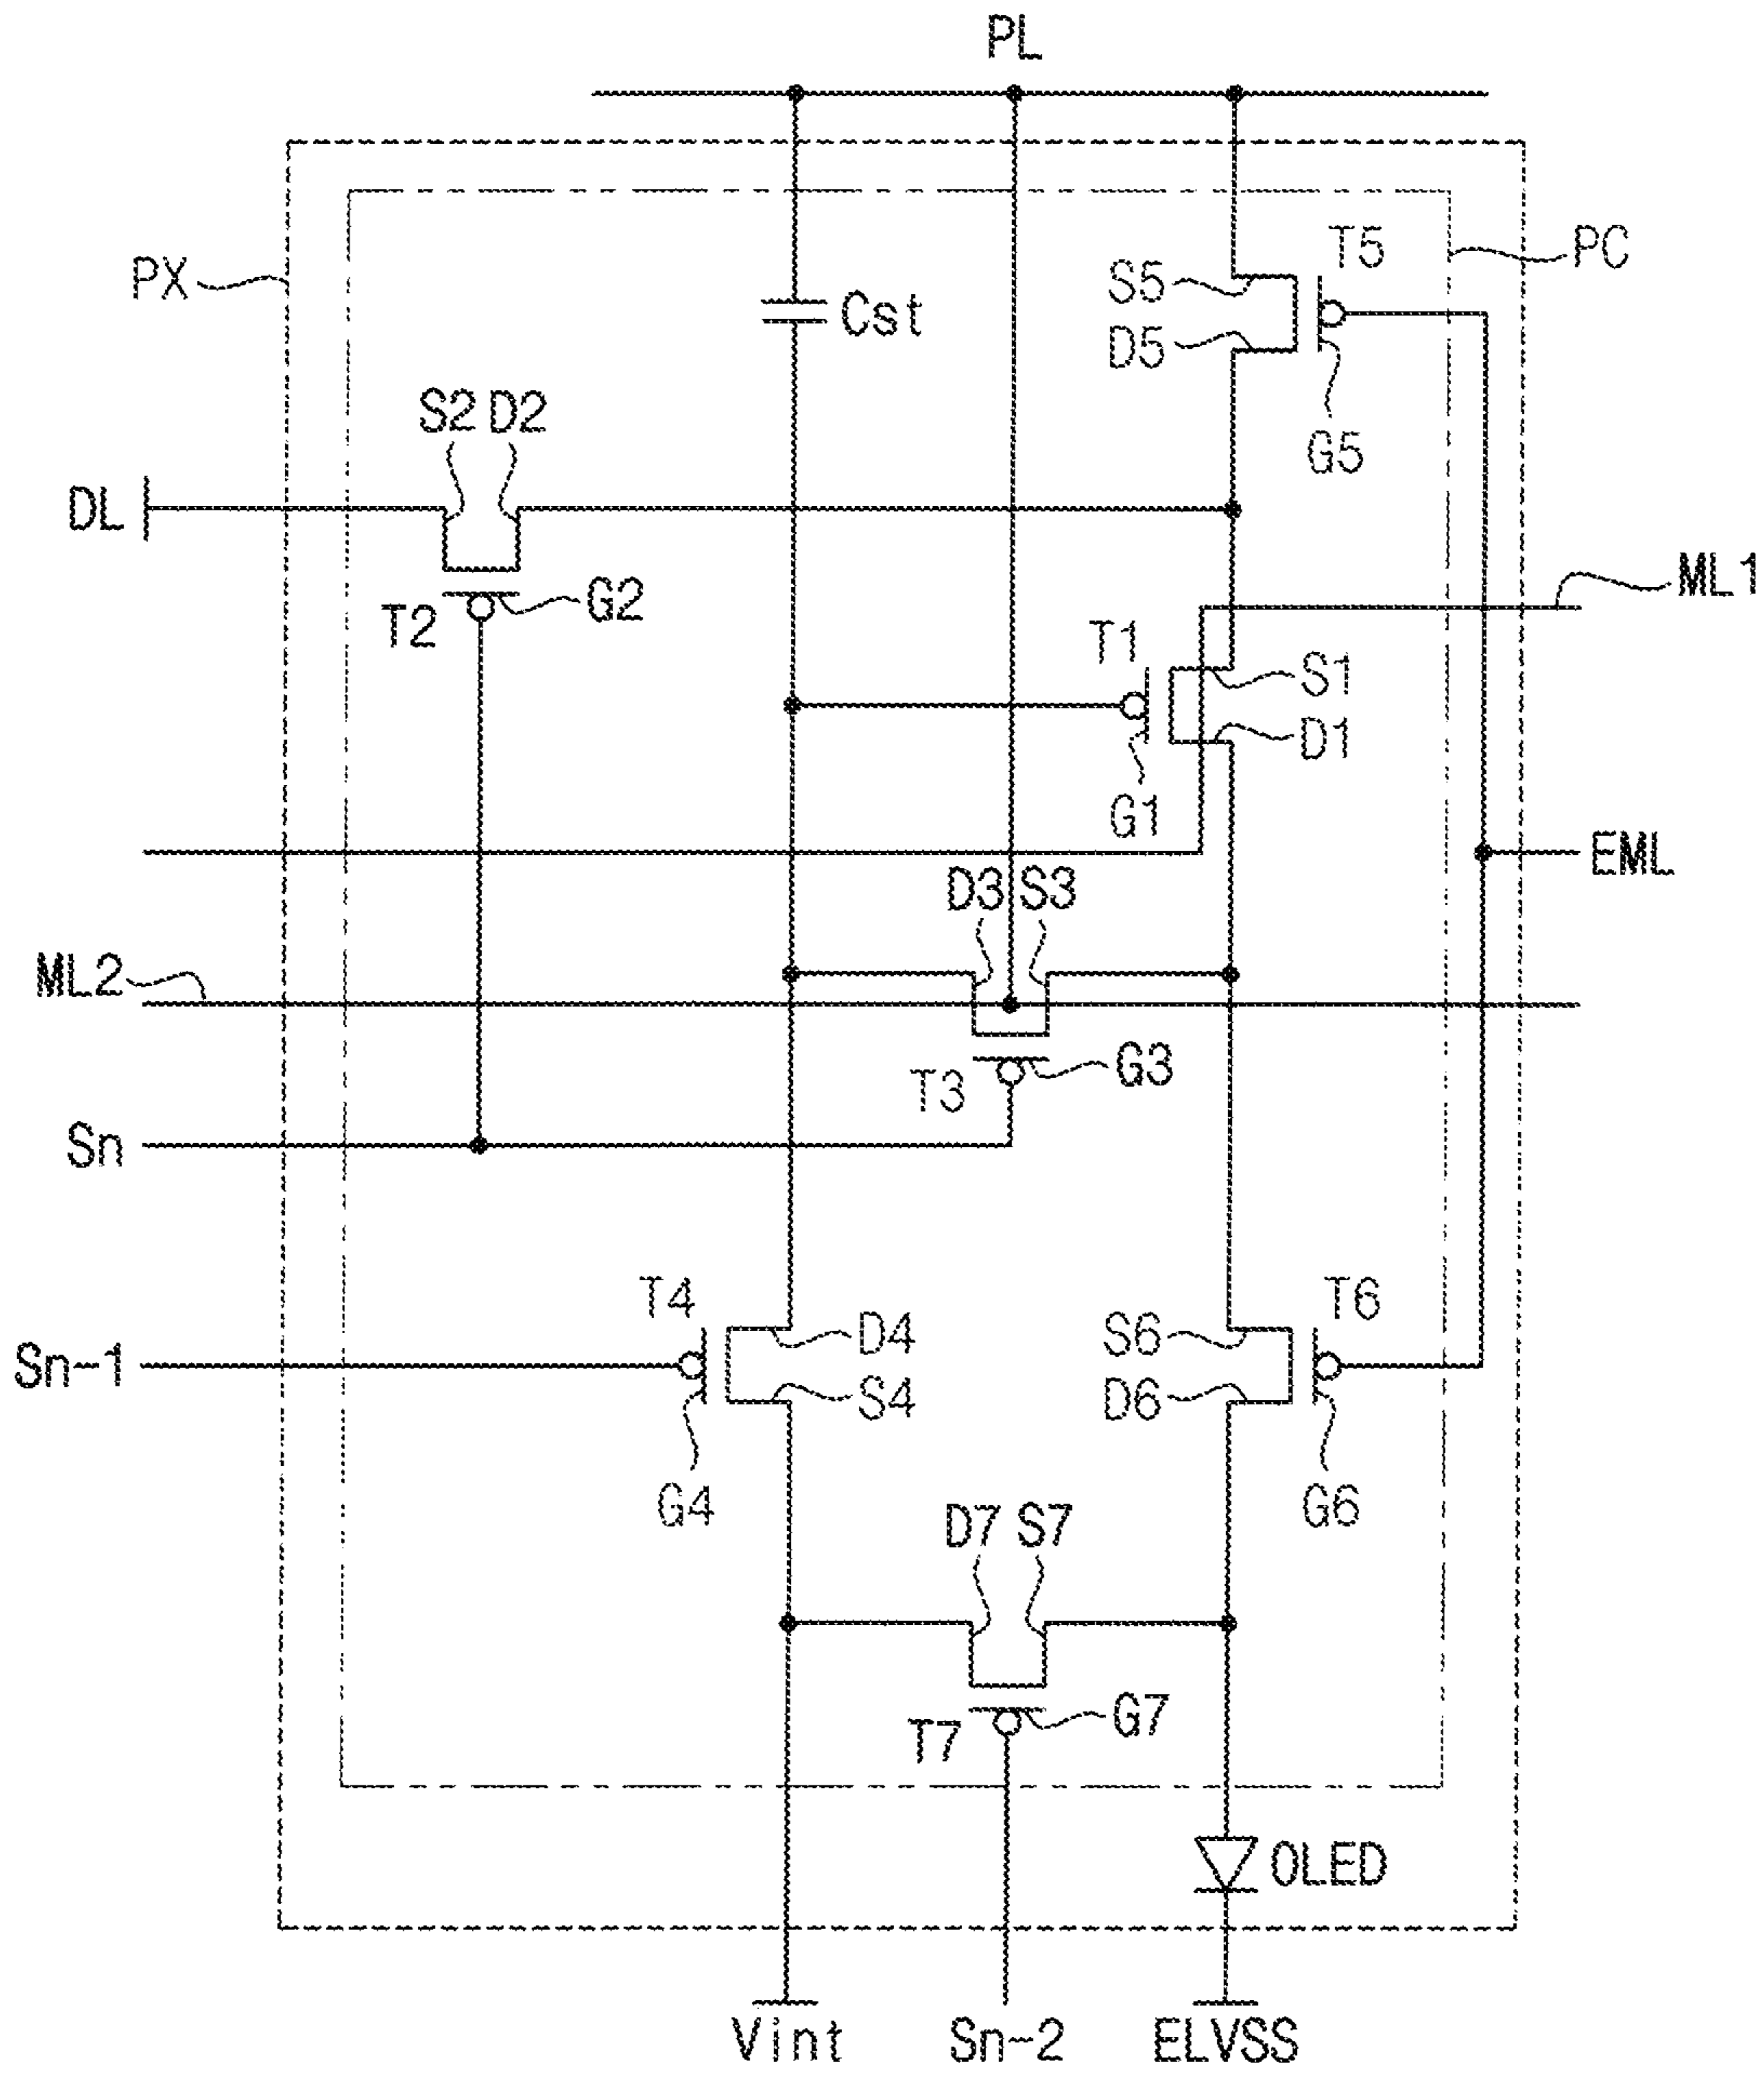 PL
PX
PC
T5
S5
D5
G5
Cst
S2 D2
DL
T2
G2
ML1
T1
S1
D1
G1
EML
D3 S3
ML2
T3
G3
Sn
T4
D4
S4
G4
Sn-1
T6
S6
D6
G6
D7 S7
T7
G7
OLED
Vint
Sn-2
ELVSS